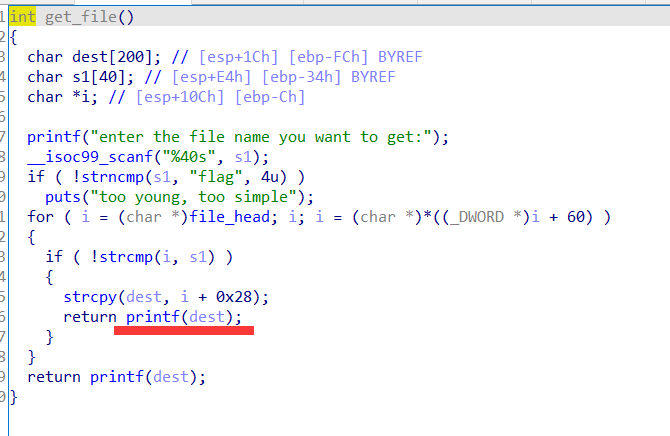 1 int get_file()
2 {
3 char dest[200]; // [esp+1Ch] [ebp-FCh] BYREF
4 char s1[40]; // [esp+E4h] [ebp-34h] BYREF
5 char *i; // [esp+10Ch] [ebp-Ch]
6
7 printf("enter the file name you want to get:");
8 __isoc99_scanf("%40s", s1);
9 if ( !strncmp(s1, "flag", 4u) )
0 puts("too young, too simple");
1 for ( i = (char *)file_head; i; i = (char *)*((_DWORD *)i + 60) )
2 {
3 if ( !strcmp(i, s1) )
4 {
5 strcpy(dest, i + 0x28);
6 return printf(dest);
7 }
8 }
9 return printf(dest);
0 }